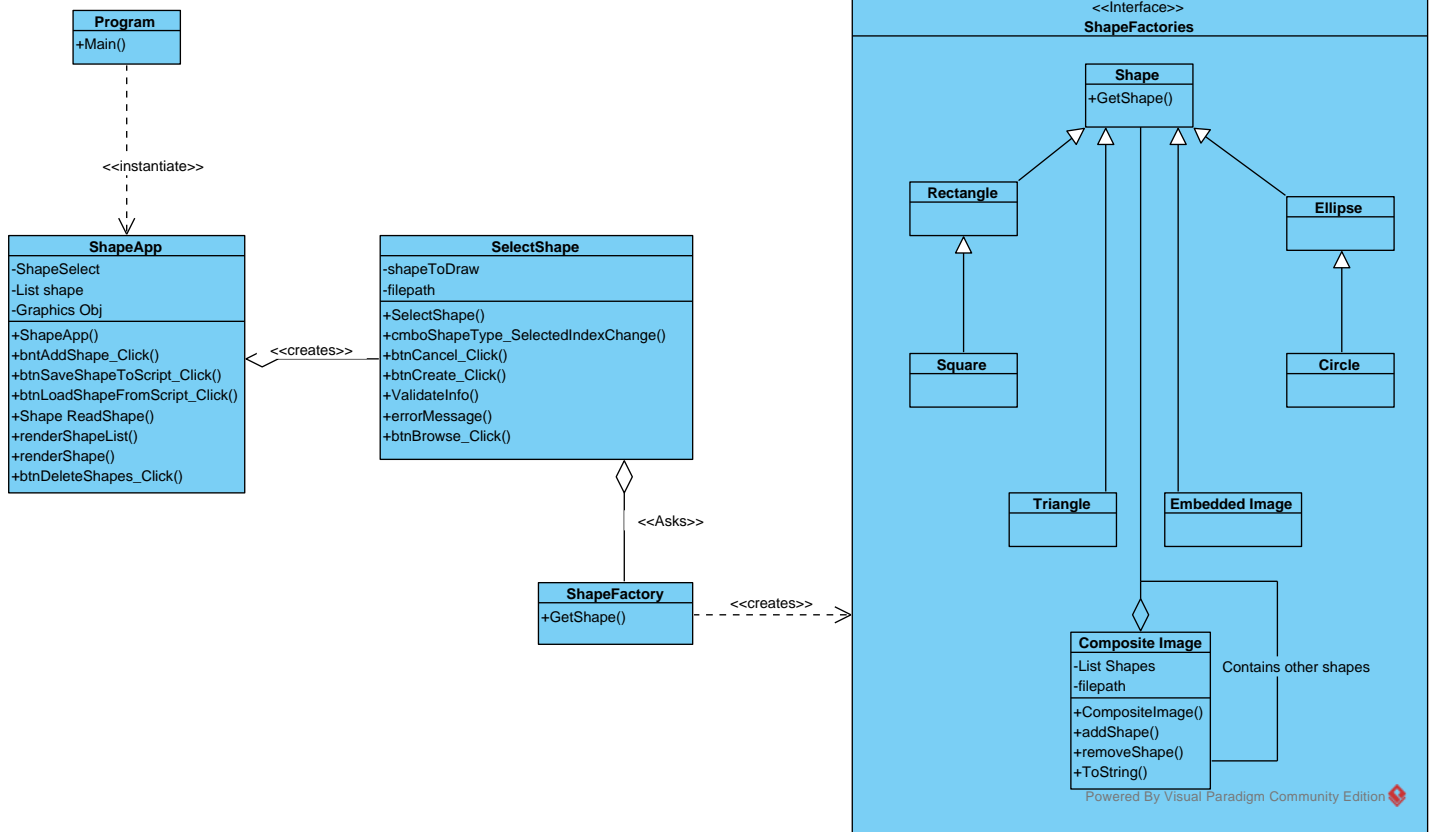 Program
+Main()
<<instantiate>>
ShapeApp
-ShapeSelect
-List shape
-Graphics Obj
+ShapeApp()
+bntAddShape_Click()
+btnSaveShapeToScript_Click()
+btnLoadShapeFromScript_Click()
+Shape ReadShape()
+renderShapeList()
+renderShape()
+btnDeleteShapes_Click()
<<creates>>
SelectShape
-shapeToDraw
-filepath
+SelectShape()
+cmboShapeType_SelectedIndexChange()
+btnCancel_Click()
+btnCreate_Click()
+ValidateInfo()
+errorMessage()
+btnBrowse_Click()
<<Asks>>
ShapeFactory
+GetShape()
<<creates>>
<<Interface>>
ShapeFactories
Shape
+GetShape()
Rectangle
Ellipse
Square
Circle
Triangle
Embedded Image
Composite Image
-List Shapes
-filepath
+CompositeImage()
+addShape()
+removeShape()
+ToString()
Contains other shapes
Powered By Visual Paradigm Community Edition